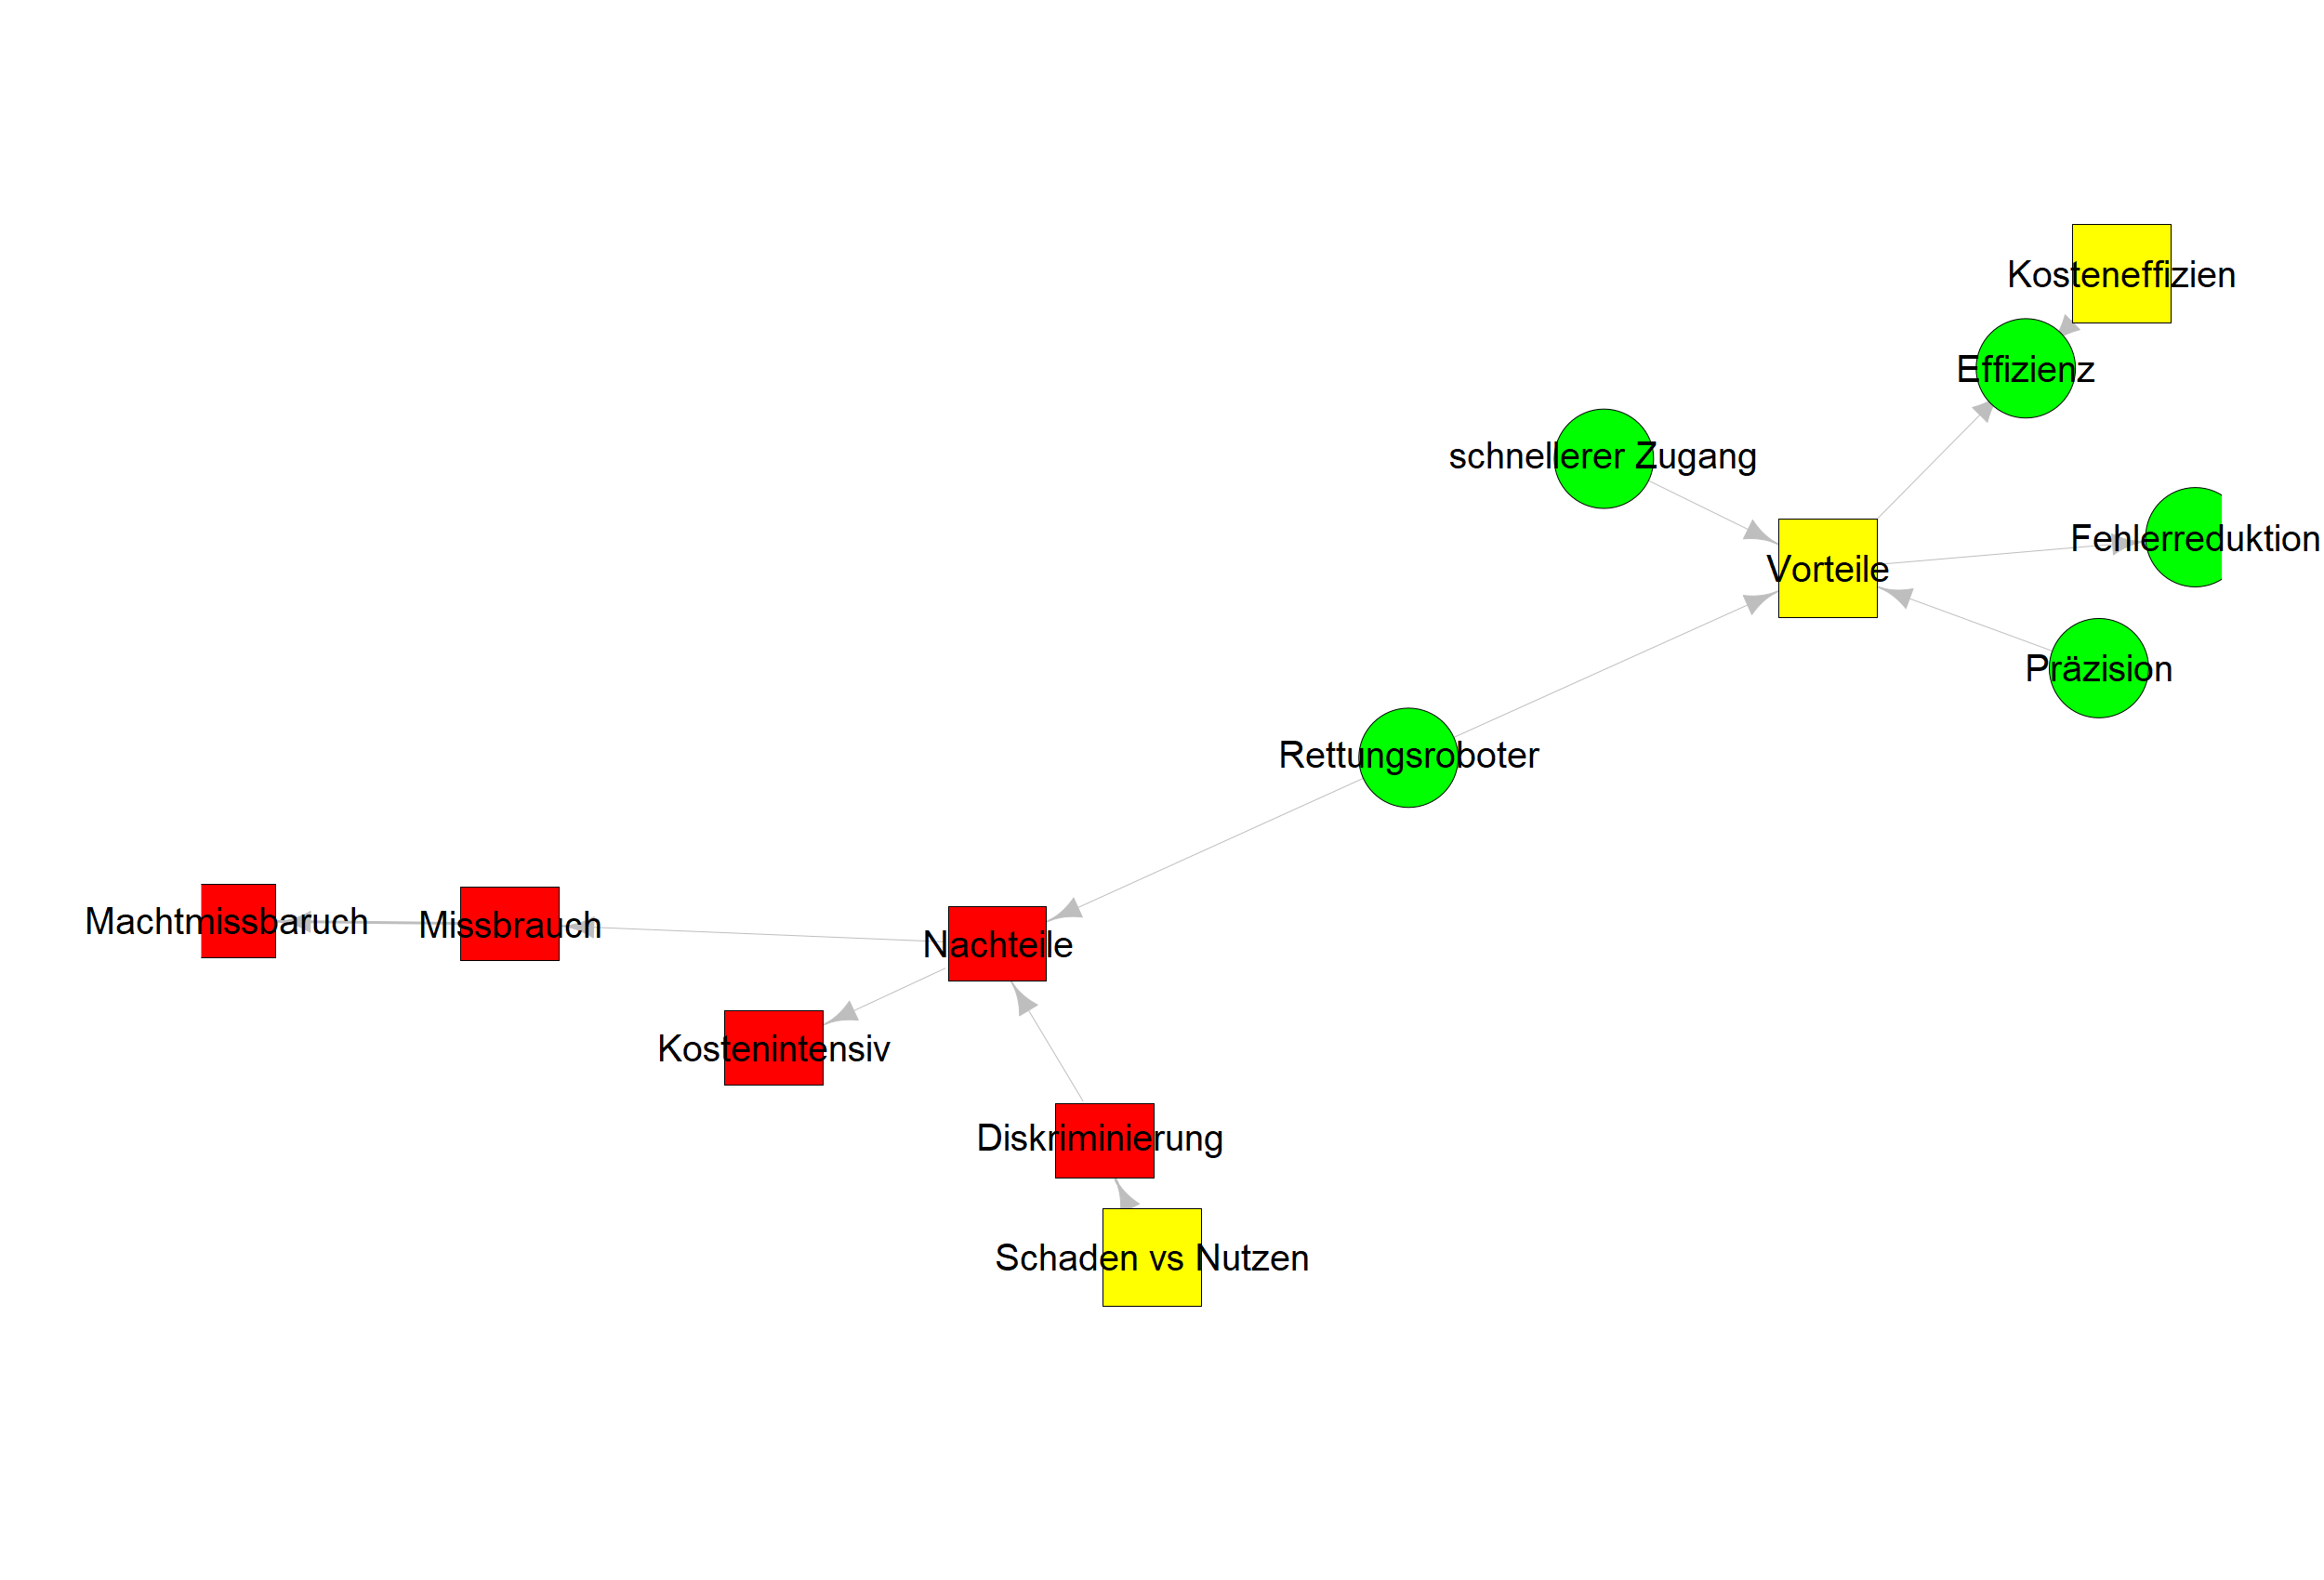 Kosteneffizien
Effizienz
schnellerer Zugang
Fehlerreduktion
Vorteile
Präzision
Rettungsroboter
Machtmissbaruch
Missbrauch
Nachteile
Kostenintensiv
Diskriminierung
Schaden vs Nutzen